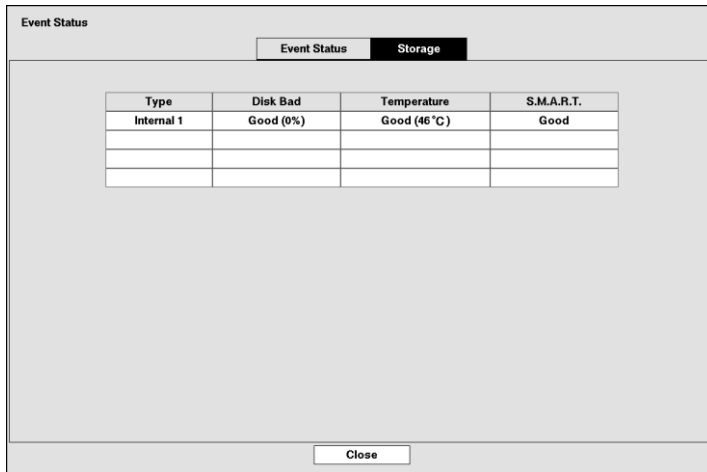 Event Status
Event Status Storage
Type Disk Bad Temperature S.M.A.R.T.
Internal 1 Good (0%) Good (46°C) Good
Close